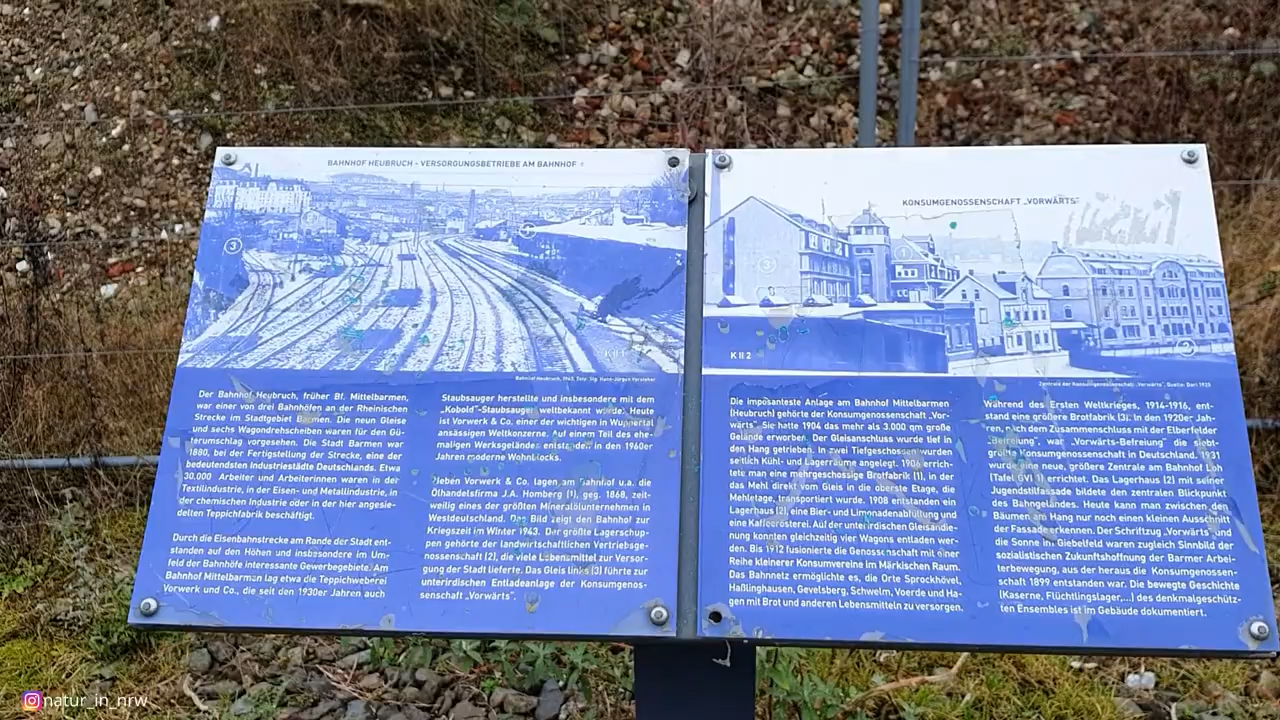 BAHNHOF HEUBRUCH - VERSORGUNGSBETRIEBE AM BAHNHOF
3
1
K II 1
Bahnhof Heubruch, 1963, Foto: Slg. Hans-Jürgen
Der Bahnhof Heubruch, früher Bf. Mittelbarmen,
war einer von drei Bahnhöfen an der Rheinischen
Strecke im Stadtgebiet Barmen. Die neun Gleise
und sechs Wagondrehscheiben waren für den Gü-
terumschlag vorgesehen. Die Stadt Barmen war
1880, bei der Fertigstellung der Strecke, eine der
bedeutendsten Industriestädte Deutschlands. Etwa
30.000 Arbeiter und Arbeiterinnen waren in der
Textilindustrie, in der Eisen- und Metallindustrie, in
der chemischen Industrie oder in der hier angesie-
delten Teppichfabrik beschäftigt.
Durch die Eisenbahnstrecke am Rande der Stadt ent-
standen auf den Höhen und insbesondere im Um-
feld der Bahnhöfe interessante Gewerbegebiete. Am
Bahnhof Mittelbarmen lag etwa die Teppichweberei
Vorwerk und Co., die seit den 1930er Jahren auch
Staubsauger herstellte und insbesondere mit dem
„Kobold"-Staubsauger weltbekannt wurde. Heute
ist Vorwerk & Co. einer der wichtigen in Wuppertal
ansässigen Weltkonzerne. Auf einem Teil des ehe-
maligen Werksgeländes entstanden in den 1960er
Jahren moderne Wohnblocks.
Neben Vorwerk & Co. lagen am Bahnhof u.a. die
Ölhandelsfirma J.A. Homberg (1), geg. 1868, zeit-
weilig eines der größten Mineralölunternehmen in
Westdeutschland. Das Bild zeigt den Bahnhof zur
Kriegszeit im Winter 1943. Der große Lagerschup-
pen gehörte der landwirtschaftlichen Vertriebsge-
nossenschaft (2), die viele Lebensmittel zur Versor-
gung der Stadt lieferte. Das Gleis links (3) führte zur
unterirdischen Entladeanlage der Konsumgenos-
senschaft „Vorwärts".
KONSUMGENOSSENSCHAFT „VORWÄRTS"
3
1
2
K II 2
Zentrale der Konsumgenossenschaft „Vorwärts", Quelle: Bari 1925
Die imposanteste Anlage am Bahnhof Mittelbarmen
(Heubruch) gehörte der Konsumgenossenschaft „Vor-
wärts". Sie hatte 1904 das mehr als 3.000 qm große
Gelände erworben. Der Gleisanschluss wurde tief in
den Hang getrieben. In zwei Tiefgeschossen wurden
seitlich Kühl- und Lagerräume angelegt. 1906 errich-
tete man eine mehrgeschossige Brotfabrik (1), in der
das Mehl direkt vom Gleis in die oberste Etage, die
Mehletage, transportiert wurde. 1908 entstanden ein
Lagerhaus (2), eine Bier- und Limonadenabfüllung und
eine Kaffeerösterei. Auf der unterirdischen Gleisanbie-
nung konnten gleichzeitig vier Wagons entladen wer-
den. Bis 1912 fusionierte die Genossenschaft mit einer
Reihe kleinerer Konsumvereine im Märkischen Raum.
Das Bahnnetz ermöglichte es, die Orte Sprockhövel,
Haßlinghausen, Gevelsberg, Schwelm, Voerde und Ha-
gen mit Brot und anderen Lebensmitteln zu versorgen.
Während des Ersten Weltkrieges, 1914-1916, ent-
stand eine größere Brotfabrik (3). In den 1920er Jah-
ren, nach dem Zusammenschluss mit der Elberfelder
„Befreiung", war „Vorwärts-Befreiung" die siebt-
größte Konsumgenossenschaft in Deutschland. 1931
wurde eine neue, größere Zentrale am Bahnhof Loh
(Tafel GVI 1) errichtet. Das Lagerhaus (2) mit seiner
Jugendstilfassade bildete den zentralen Blickpunkt
des Bahngeländes. Heute kann man zwischen den
Bäumen am Hang nur noch einen kleinen Ausschnitt
der Fassade erkennen. Der Schriftzug „Vorwärts" und
die Sonne im Giebelfeld waren zugleich Sinnbild der
sozialistischen Zukunftshoffnung der Barmer Arbei-
terbewegung, aus der heraus die Konsumgenossen-
schaft 1899 entstanden war. Die bewegte Geschichte
(Kaserne, Flüchtlingslager,...) des denkmalgeschütz-
ten Ensembles ist im Gebäude dokumentiert.
natur_in_nrw